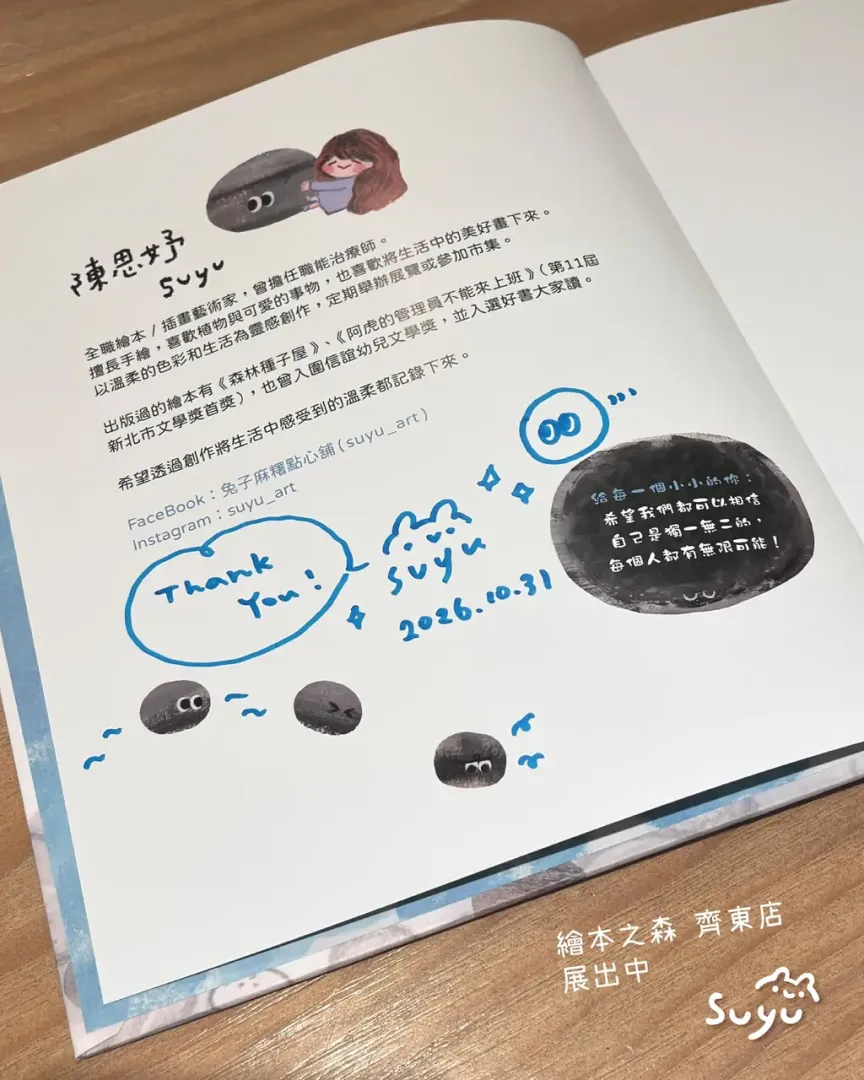 陳思妤
suyu
全職繪本 / 插畫藝術家，曾擔任職能治療師。
擅長手繪，喜歡植物與可愛的事物，也喜歡將生活中的美好畫下來。
以溫柔的色彩和生活為靈感創作，定期舉辦展覽或參加市集。
出版過的繪本有《森林種子屋》、《阿虎的管理員不能來上班》（第11屆
新北市文學獎首獎），也曾入圍信誼幼兒文學獎，並入選好書大家讀。
希望透過創作將生活中感受到的溫柔都記錄下來。
FaceBook：兔子麻糬點心舖(suyu_art)
Instagram：suyu_art
給每一個小小的你：
希望我們都可以相信
自己是獨一無二的，
每個人都有無限可能！
Thank
You!
suyu
2026.10.31
繪本之森 齊東店
展出中
suyu